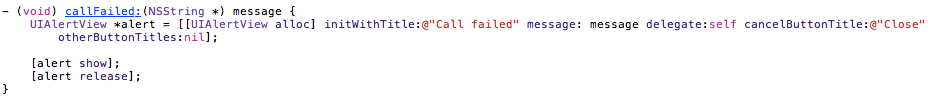 - (void) callFailed:(NSString *) message {
    UIAlertView *alert = [[UIAlertView alloc] initWithTitle:@"Call failed" message: message delegate:self cancelButtonTitle:@"Close"
        otherButtonTitles:nil];
    [alert show];
    [alert release];
}